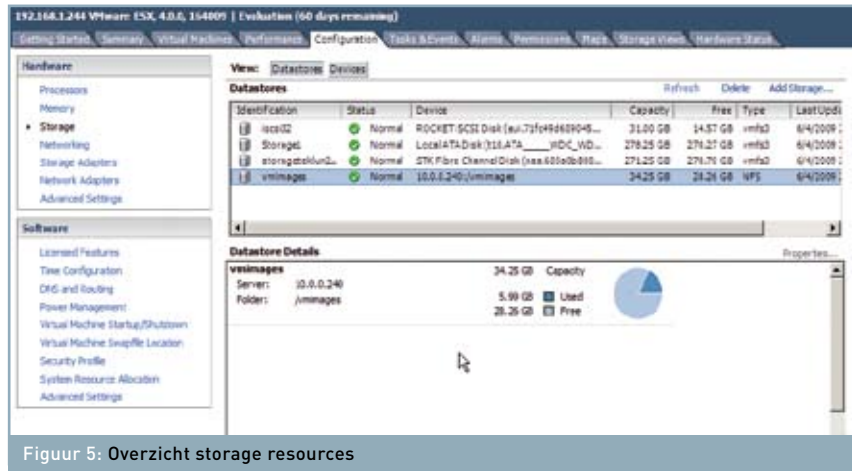 192.168.1.244 VMware ESX, 4.0.0, 164009 | Evaluation (60 days remaining)
Getting Started Summary Virtual Machines Performance Configuration Tasks & Events Alarms Permissions Maps Storage Views Hardware Status
Hardware
Processors
Memory
Storage
Networking
Storage Adapters
Network Adapters
Advanced Settings
Software
Licensed Features
Time Configuration
DNS and Routing
Power Management
Virtual Machine Startup/Shutdown
Virtual Machine Swapfile Location
Security Profile
System Resource Allocation
Advanced Settings
View: Datastores Devices
Datastores Refresh Delete Add Storage...
Identification Status Device Capacity Free Type Last Upda
iscsi02 Normal ROCKET iSCSI Disk 31.00 GB 14.57 GB vmfs3 6/4/2009
Storage1 Normal Local ATA Disk 278.25 GB vmfs3 6/4/2009
Normal STK Fibre Channel Disk 271.25 GB vmfs3 6/4/2009
vmimages Normal 10.0.0.240:/vmimages 34.25 GB 28.26 GB NFS 6/4/2009
Datastore Details Properties...
vmimages 34.25 GB Capacity
Server: 10.0.0.240
Folder: /vmimages
5.99 GB Used
28.26 GB Free
Figuur 5: Overzicht storage resources